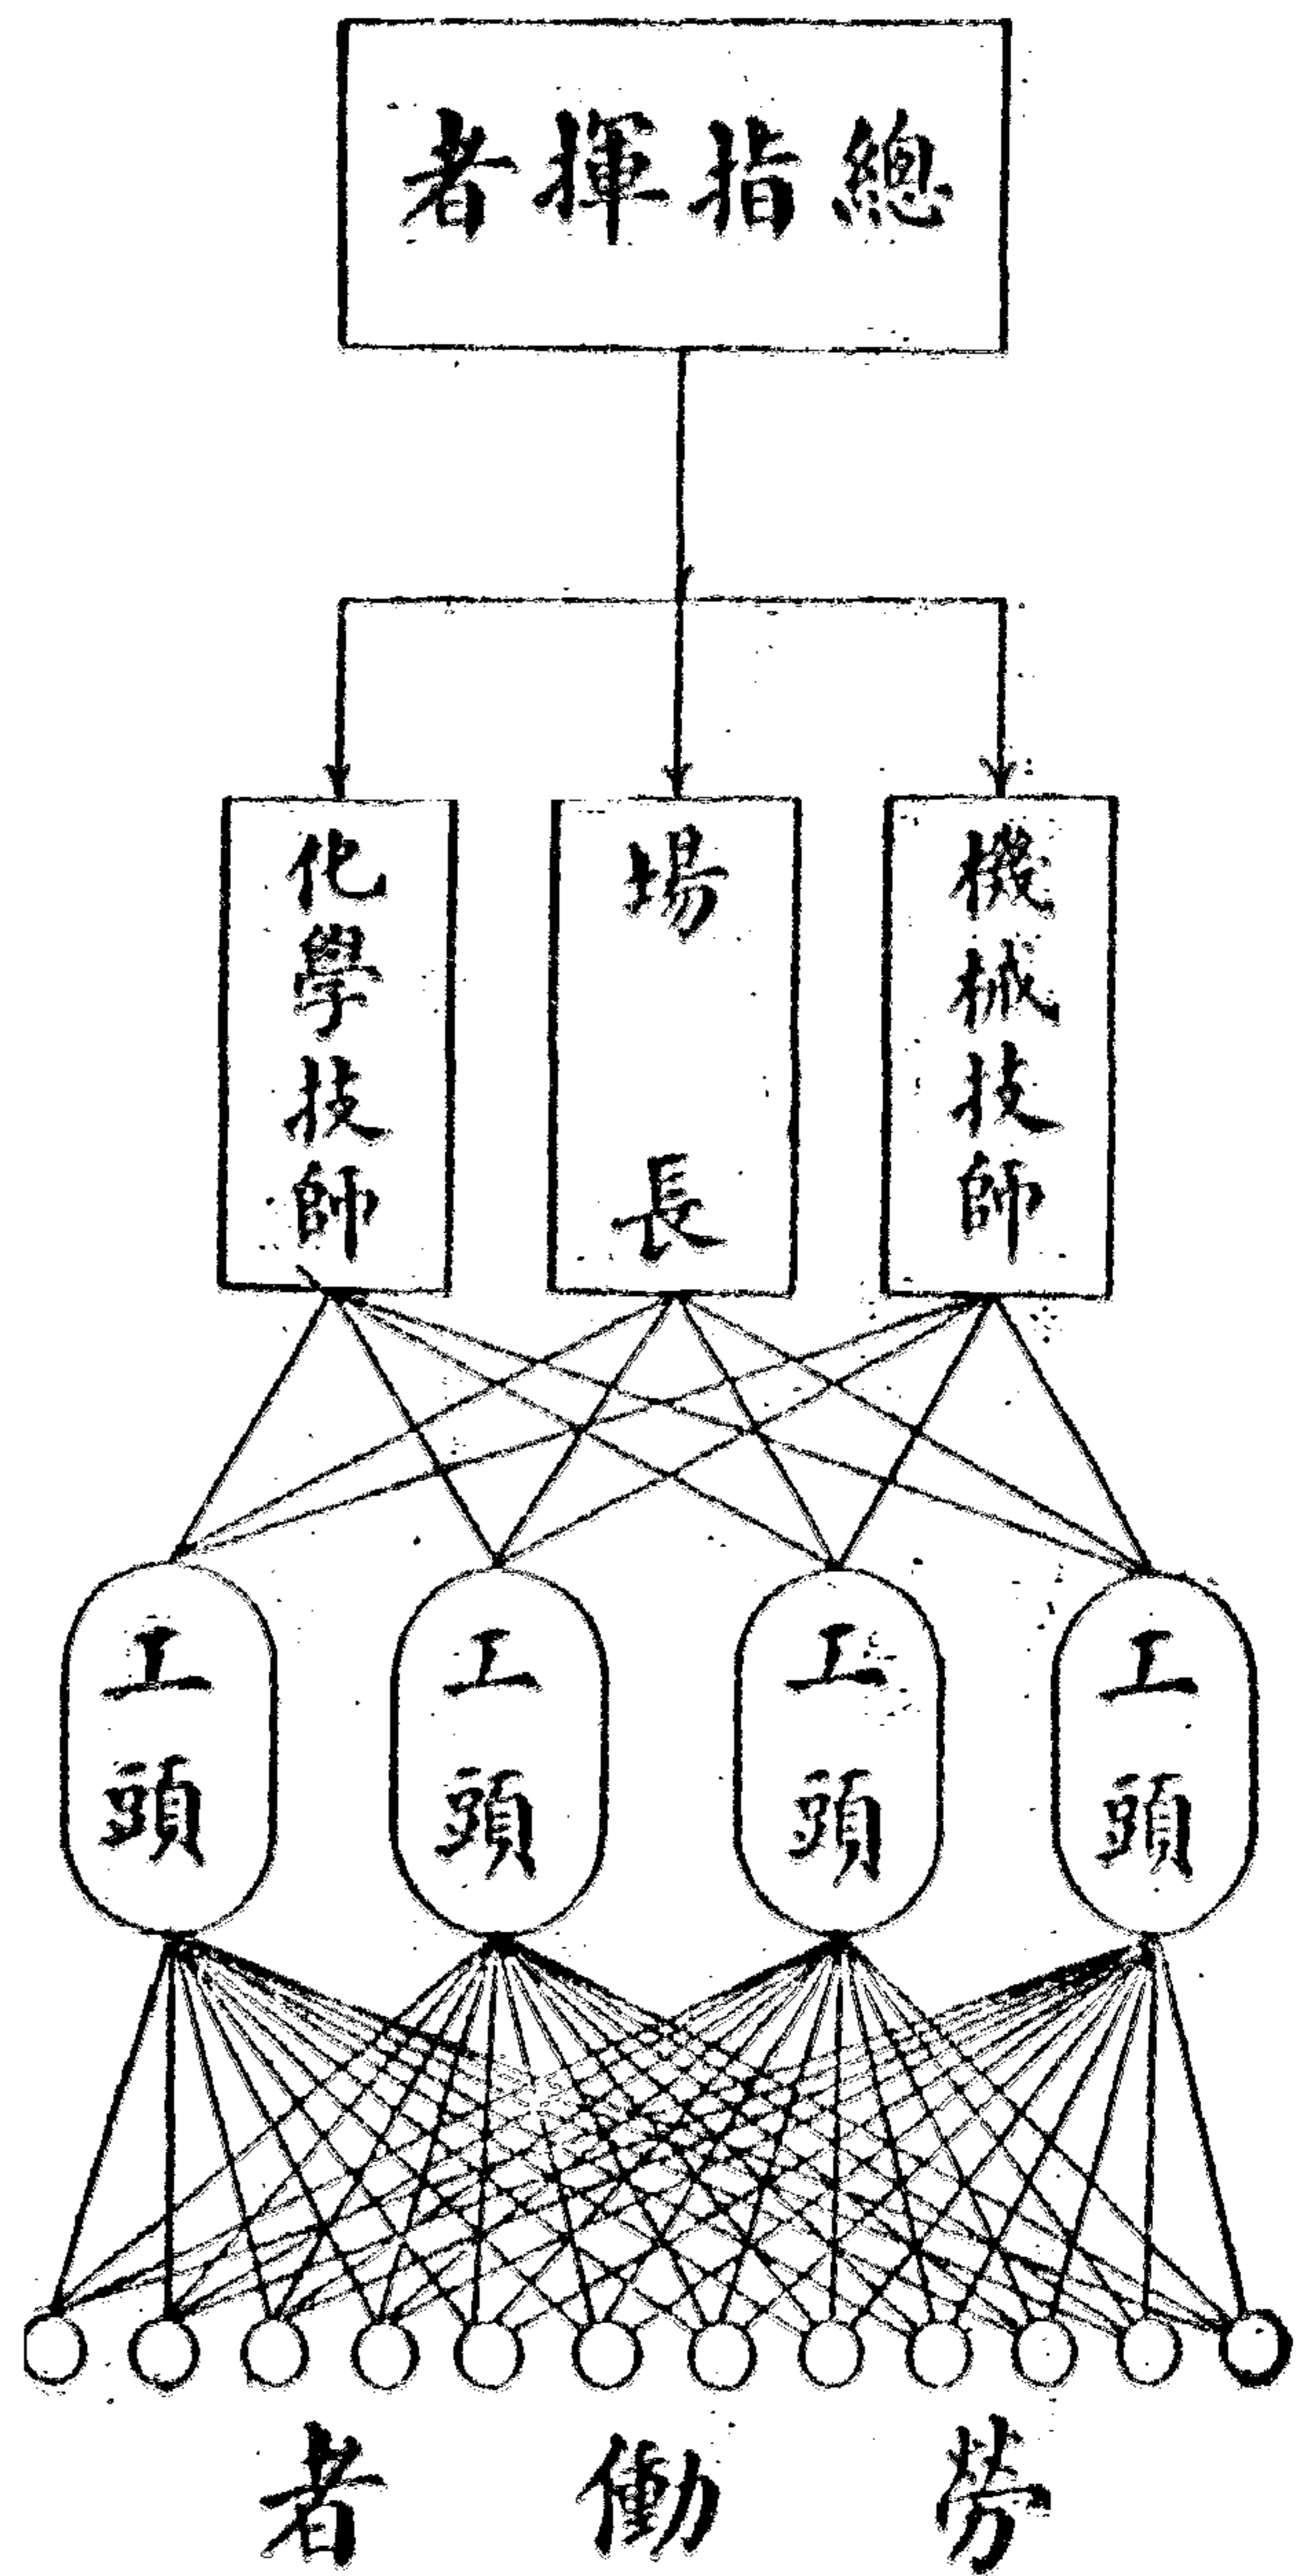 總指揮者
機械技師
場長
化學技師
工頭
工頭
工頭
工頭
勞働者